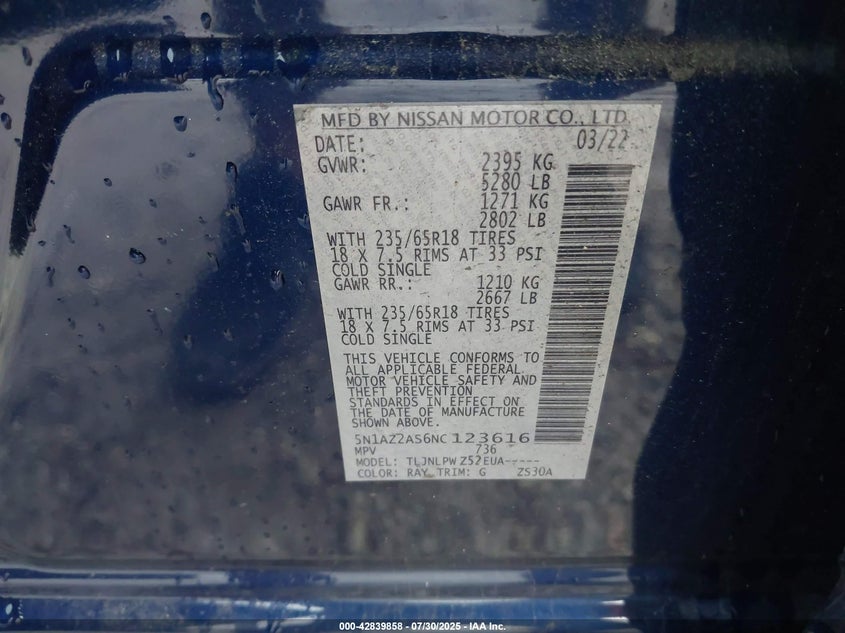 MFD BY NISSAN MOTOR CO., LTD.
DATE: 03/22
GVWR: 2395 KG
5280 LB
GAWR FR.: 1271 KG
2802 LB
WITH 235/65R18 TIRES
18 X 7.5 RIMS AT 33 PSI
COLD SINGLE
GAWR RR.: 1210 KG
2667 LB
WITH 235/65R18 TIRES
18 X 7.5 RIMS AT 33 PSI
COLD SINGLE
THIS VEHICLE CONFORMS TO
ALL APPLICABLE FEDERAL
MOTOR VEHICLE SAFETY AND
THEFT PREVENTION
STANDARDS IN EFFECT ON
THE DATE OF MANUFACTURE
SHOWN ABOVE.
5N1AZ2AS6NC123616
MPV 736
MODEL: TLJNLPW Z52EUA-----
COLOR: RAY TRIM: G ZS30A
000-42839858 | 07/30/2025 - IAA Inc.